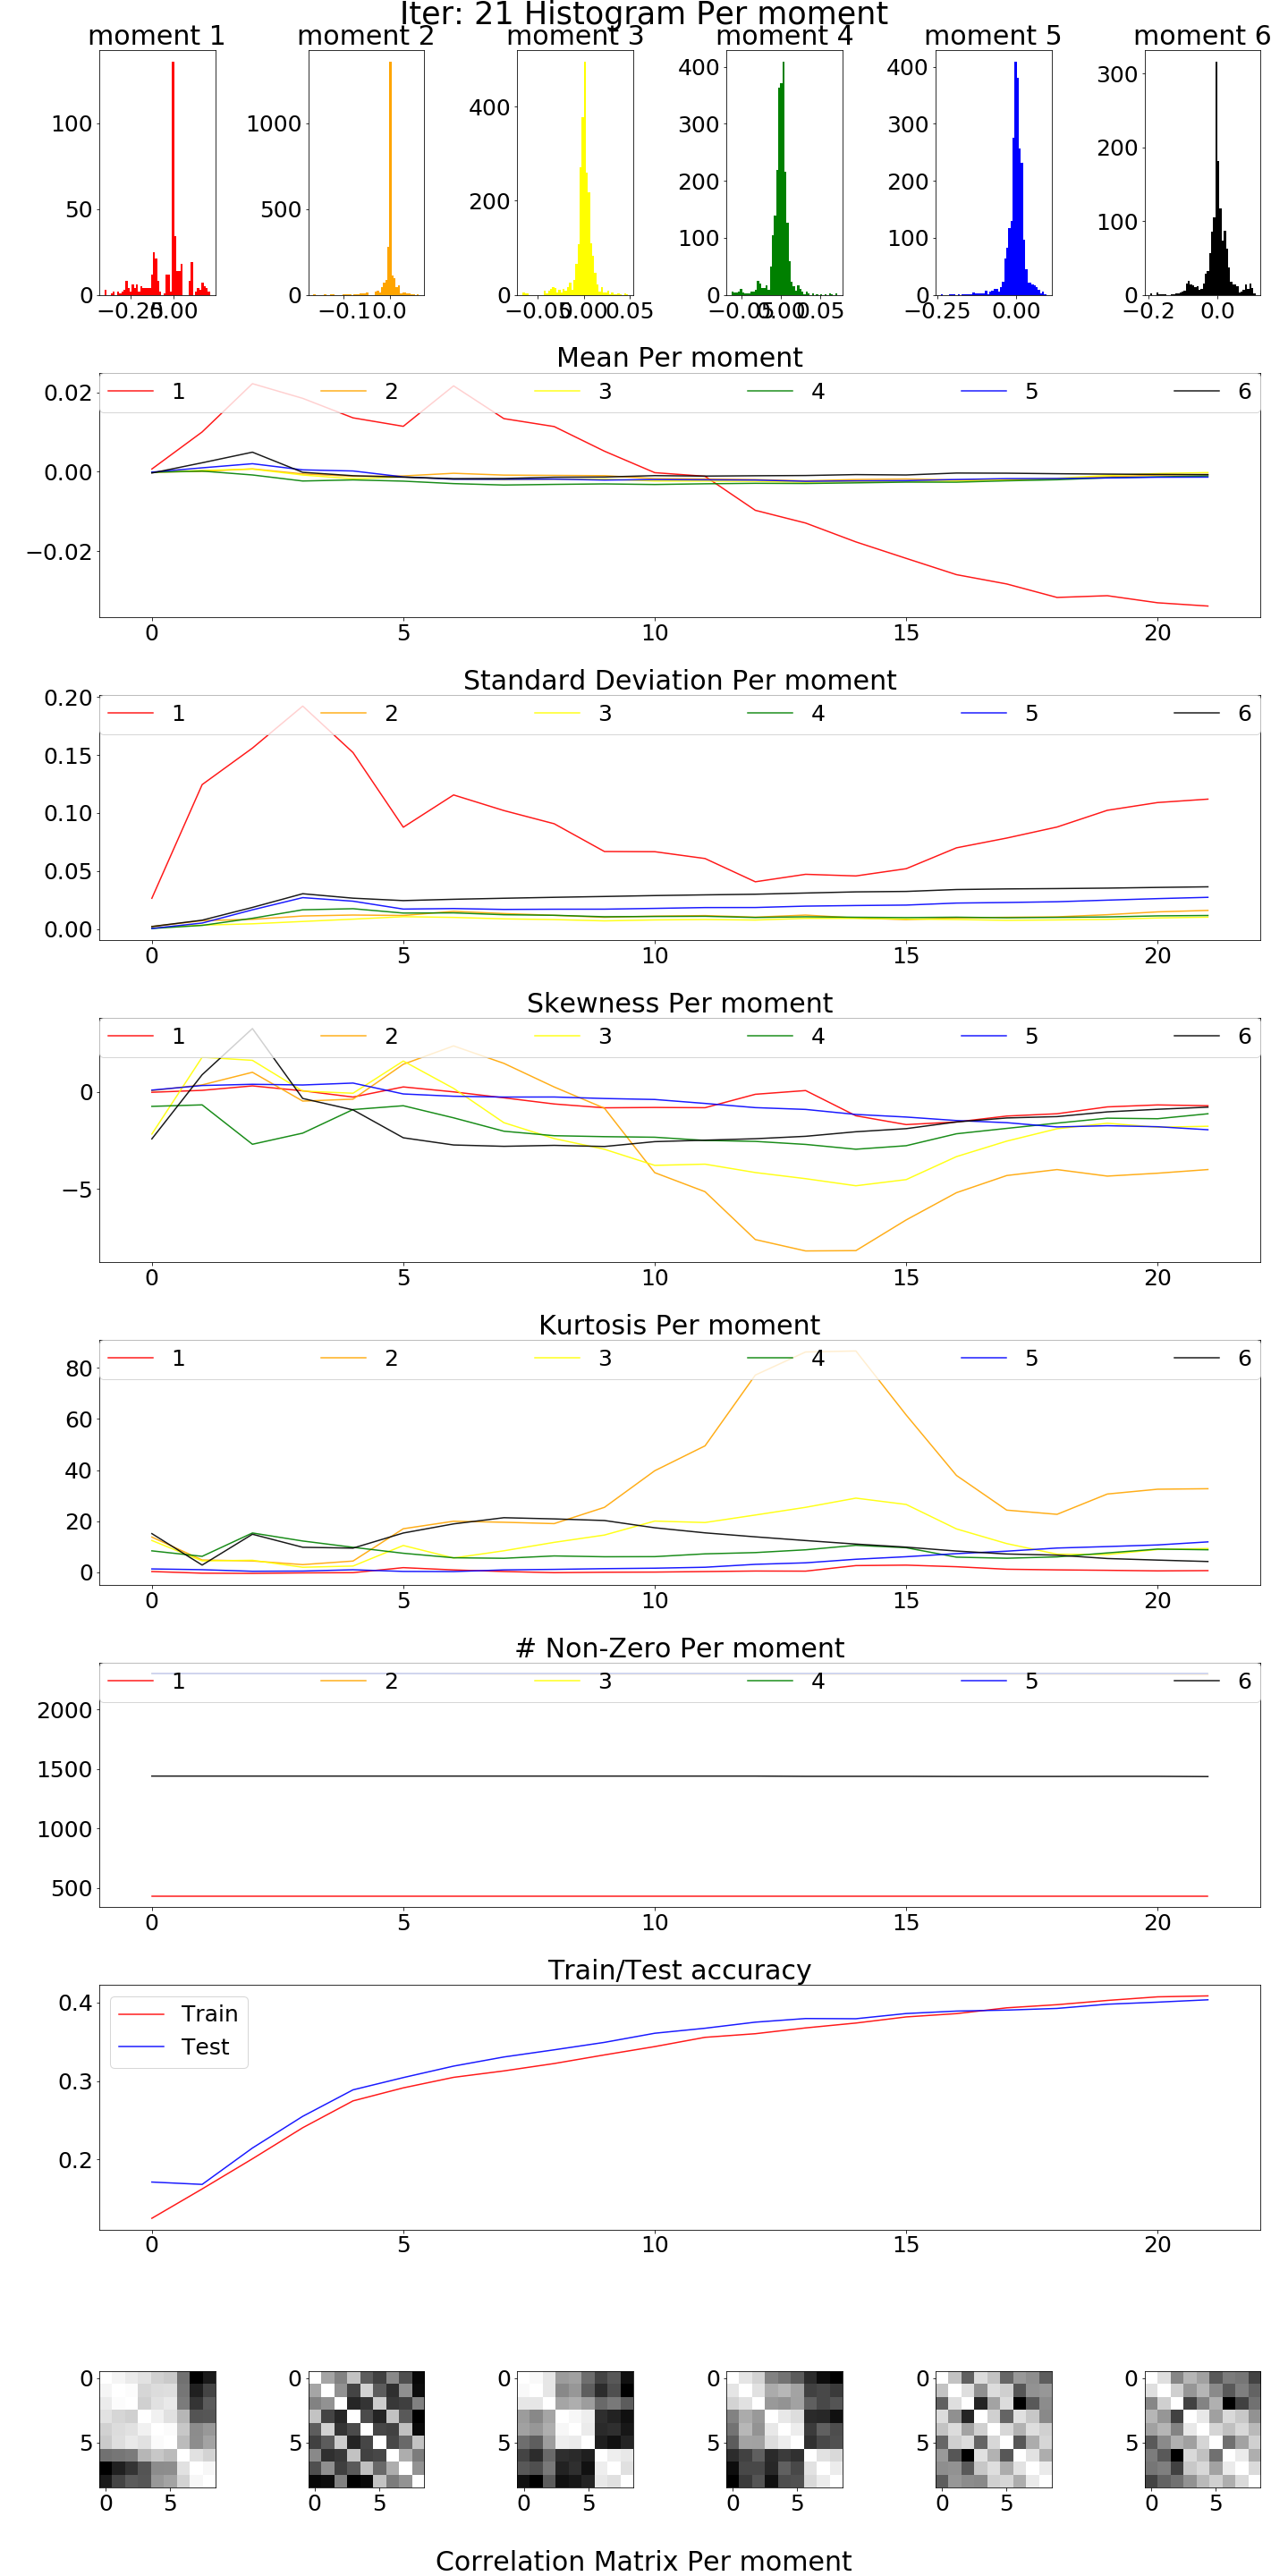 Iter: 21 Histogram Per moment
moment 1 moment 2 moment 3 moment 4 moment 5 moment 6
100 50 0
−0.25 0.00
1000 500 0
−0.1 0.0
400 200 0
−0.05 0.00 0.05
400 300 200 100 0
−0.05 0.00 0.05
400 300 200 100 0
−0.25 0.00
300 200 100 0
−0.2 0.0
Mean Per moment
1 2 3 4 5 6
0.02
0.00
−0.02
0 5 10 15 20
Standard Deviation Per moment
1 2 3 4 5 6
0.20
0.15
0.10
0.05
0.00
0 5 10 15 20
Skewness Per moment
1 2 3 4 5 6
0
−5
0 5 10 15 20
Kurtosis Per moment
1 2 3 4 5 6
80
60
40
20
0
0 5 10 15 20
# Non-Zero Per moment
1 2 3 4 5 6
2000
1500
1000
500
0 5 10 15 20
Train/Test accuracy
Train
Test
0.4
0.3
0.2
0 5 10 15 20
0 0 0 0 0 0
5 5 5 5 5 5
0 5 0 5 0 5 0 5 0 5 0 5
Correlation Matrix Per moment